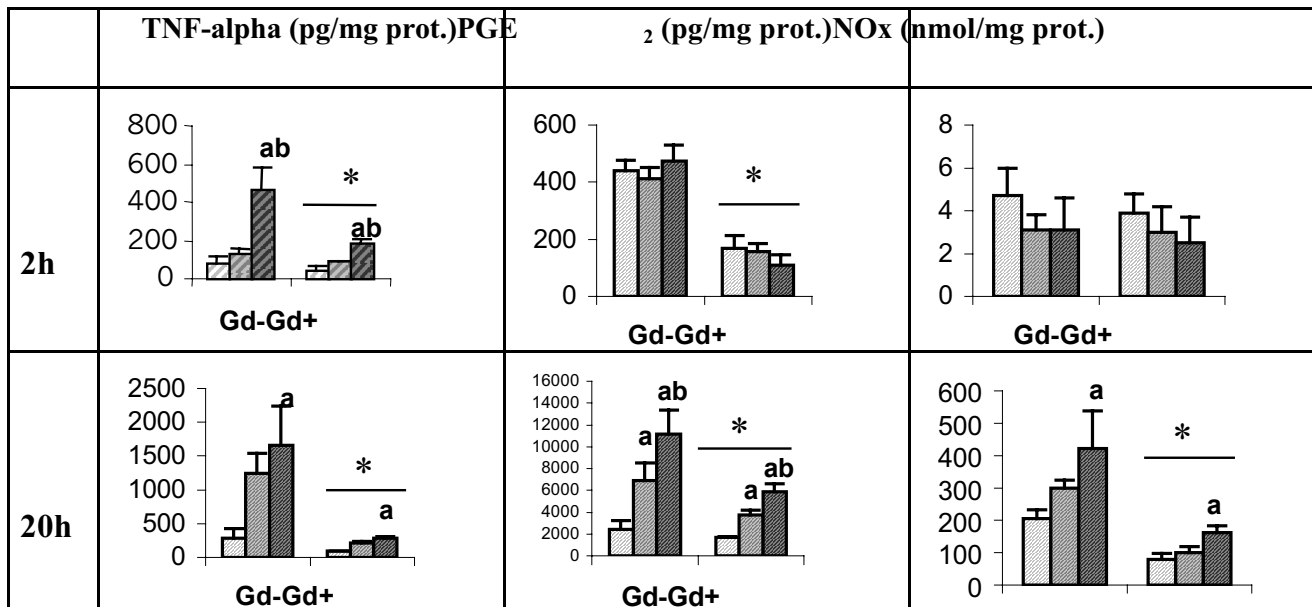 TNF-alpha (pg/mg prot.)PGE ₂ (pg/mg prot.)NOx (nmol/mg prot.)
2h
800
600
400
200
0
ab
*
ab
Gd-Gd+
600
400
200
0
*
Gd-Gd+
8
6
4
2
0
Gd-Gd+
20h
2500
2000
1500
1000
500
0
a
*
a
Gd-Gd+
16000
14000
12000
10000
8000
6000
4000
2000
0
a
ab
*
a
ab
Gd-Gd+
600
500
400
300
200
100
0
a
*
a